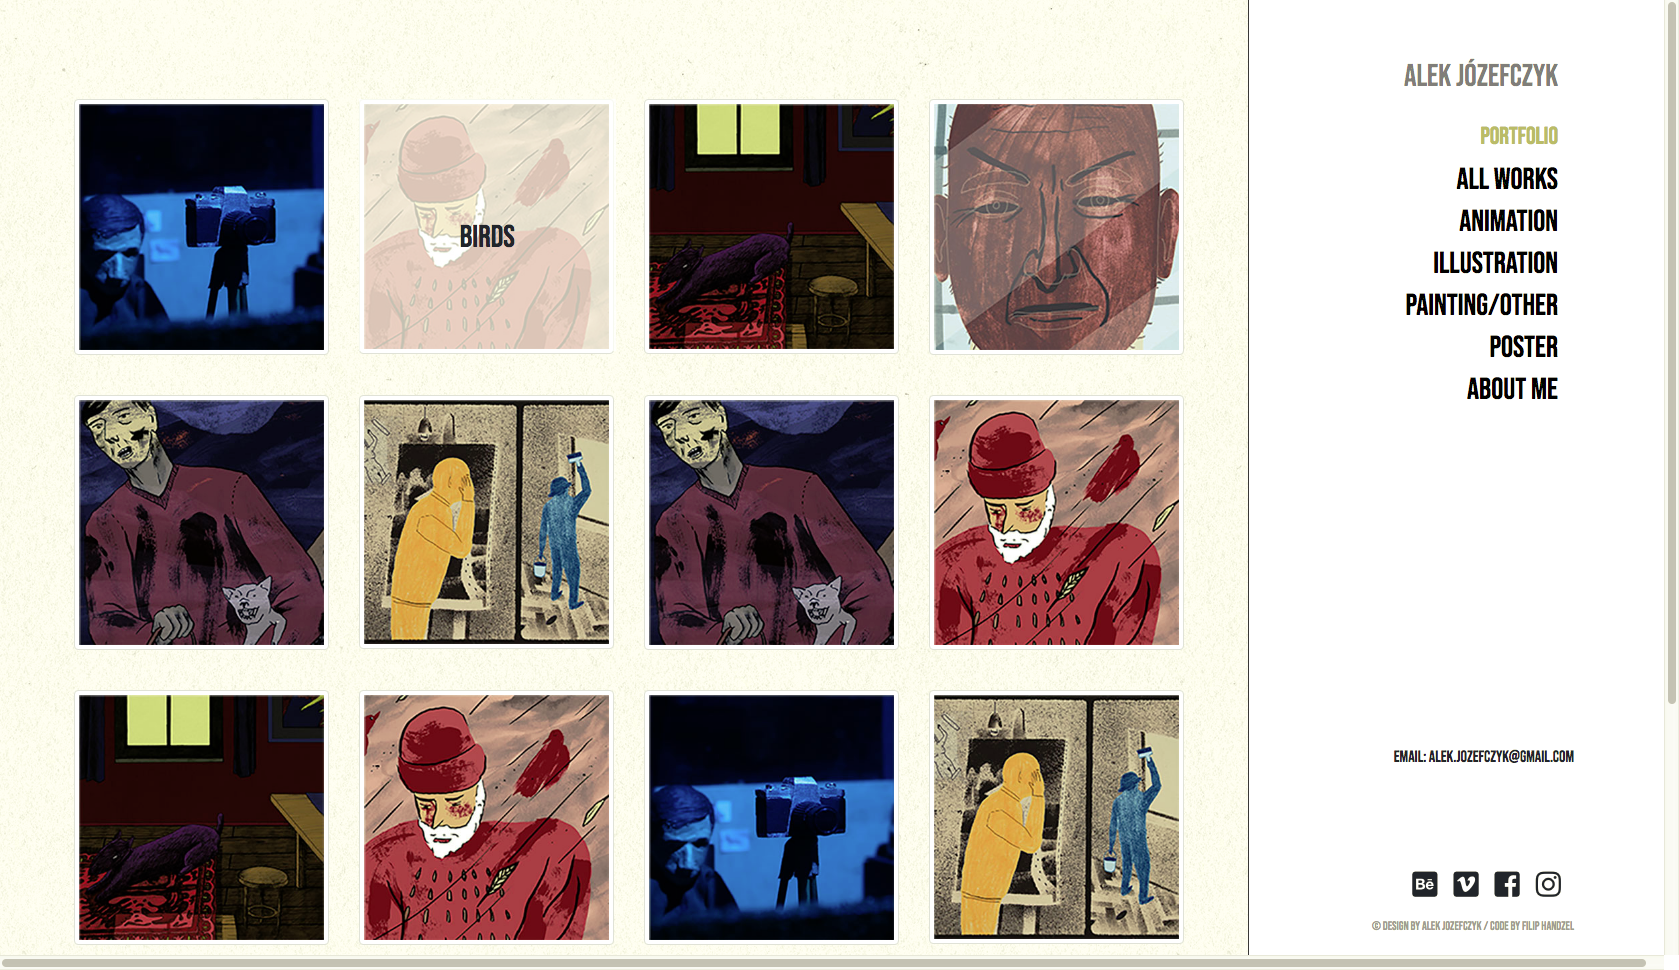 BIRDS
ALEK JÓZEFCZYK
PORTFOLIO
ALL WORKS
ANIMATION
ILLUSTRATION
PAINTING/OTHER
POSTER
ABOUT ME
EMAIL: ALEK.JOZEFCZYK@GMAIL.COM
Bē
© DESIGN BY ALEK JOZEFCZYK / CODE BY FILIP HANDZEL